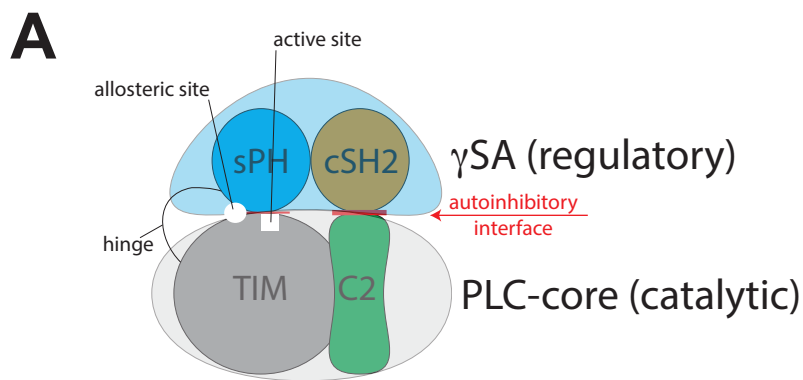 A
active site
allosteric site
sPH
cSH2
γSA (regulatory)
autoinhibitory
interface
hinge
TIM
C2
PLC-core (catalytic)